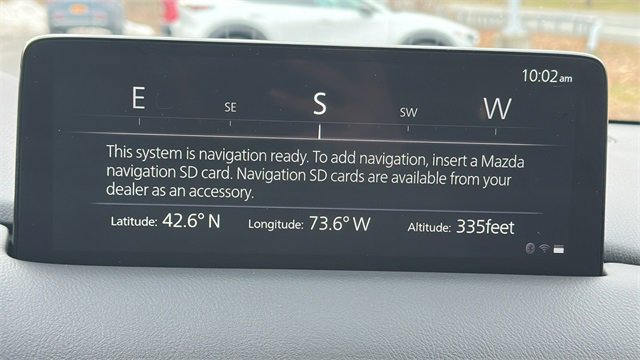 10:02am
E SE S SW W
This system is navigation ready. To add navigation, insert a Mazda
navigation SD card. Navigation SD cards are available from your
dealer as an accessory.
Latitude: 42.6° N Longitude: 73.6° W Altitude: 335feet